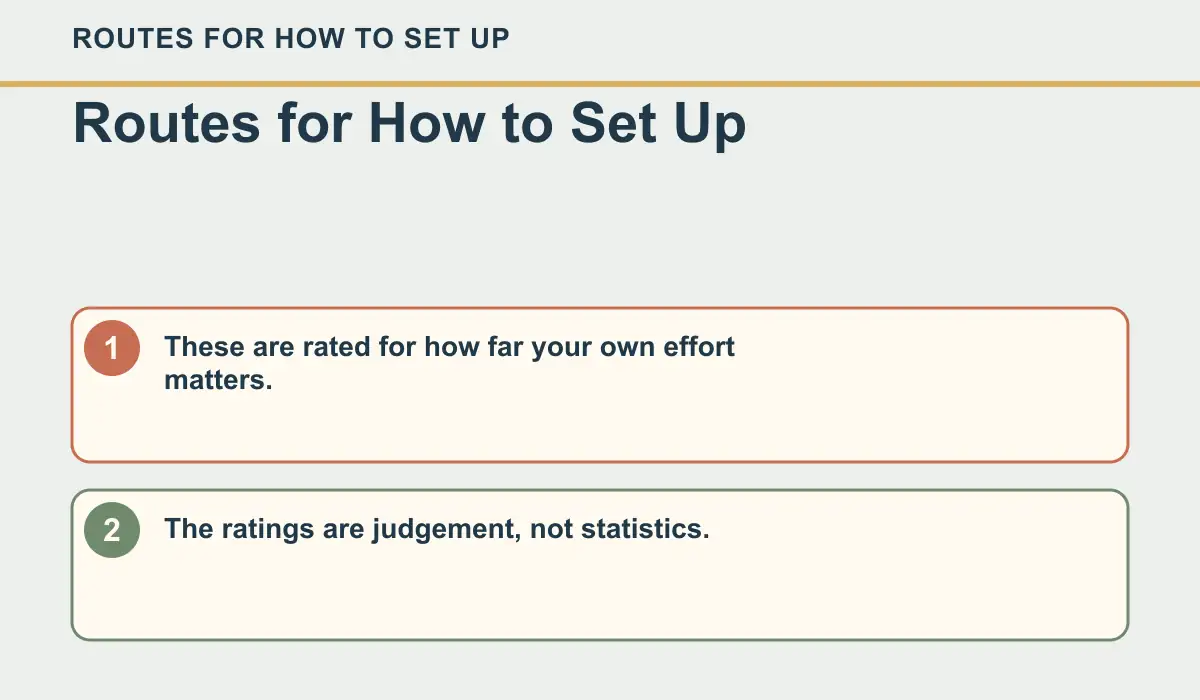 ROUTES FOR HOW TO SET UP
Routes for How to Set Up
1
These are rated for how far your own effort
matters.
2
The ratings are judgement, not statistics.